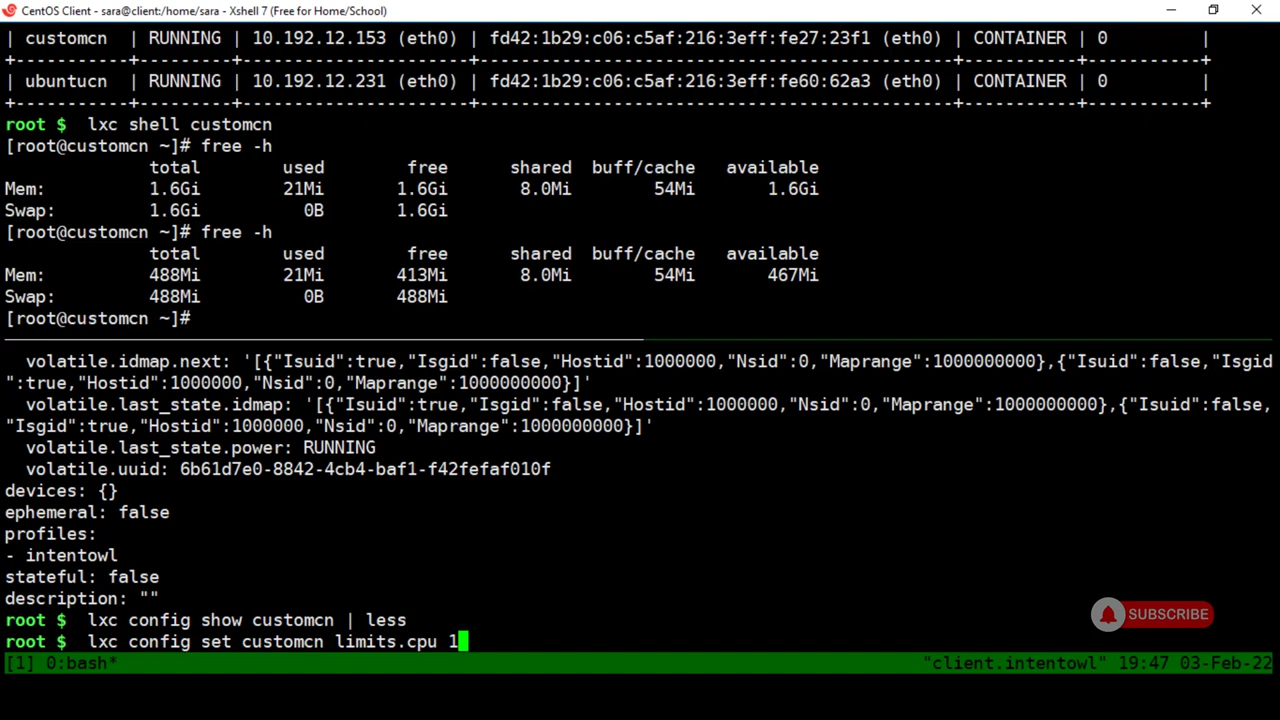 CentOS Client - sara@client:/home/sara - Xshell 7 (Free for Home/School)
| customcn  | RUNNING | 10.192.12.153 (eth0) | fd42:1b29:c06:c5af:216:3eff:fe27:23f1 (eth0) | CONTAINER | 0         |
+-----------+---------+----------------------+----------------------------------------------+-----------+-----------+
| ubuntucn  | RUNNING | 10.192.12.231 (eth0) | fd42:1b29:c06:c5af:216:3eff:fe60:62a3 (eth0) | CONTAINER | 0         |
+-----------+---------+----------------------+----------------------------------------------+-----------+-----------+
root $  lxc shell customcn
[root@customcn ~]# free -h
              total        used        free      shared  buff/cache   available
Mem:          1.6Gi        21Mi       1.6Gi       8.0Mi        54Mi       1.6Gi
Swap:         1.6Gi          0B       1.6Gi
[root@customcn ~]# free -h
              total        used        free      shared  buff/cache   available
Mem:          488Mi        21Mi       413Mi       8.0Mi        54Mi       467Mi
Swap:         488Mi          0B       488Mi
[root@customcn ~]#
  volatile.idmap.next: '[{"Isuid":true,"Isgid":false,"Hostid":1000000,"Nsid":0,"Maprange":1000000000},{"Isuid":false,"Isgid
":true,"Hostid":1000000,"Nsid":0,"Maprange":1000000000}]'
  volatile.last_state.idmap: '[{"Isuid":true,"Isgid":false,"Hostid":1000000,"Nsid":0,"Maprange":1000000000},{"Isuid":false,
"Isgid":true,"Hostid":1000000,"Nsid":0,"Maprange":1000000000}]'
  volatile.last_state.power: RUNNING
  volatile.uuid: 6b61d7e0-8842-4cb4-baf1-f42fefaf010f
devices: {}
ephemeral: false
profiles:
- intentowl
stateful: false
description: ""
SUBSCRIBE
root $  lxc config show customcn | less
root $  lxc config set customcn limits.cpu 1
[1] 0:bash* "client.intentowl" 19:47 03-Feb-22